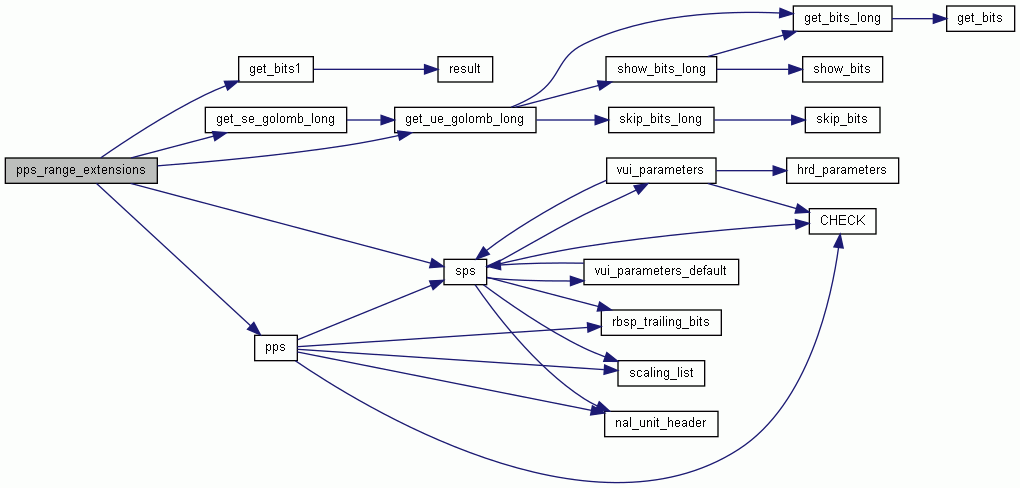 get_bits_long
get_bits
get_bits1
result
show_bits_long
show_bits
get_se_golomb_long
get_ue_golomb_long
skip_bits_long
skip_bits
pps_range_extensions
vui_parameters
hrd_parameters
CHECK
sps
vui_parameters_default
rbsp_trailing_bits
pps
scaling_list
nal_unit_header